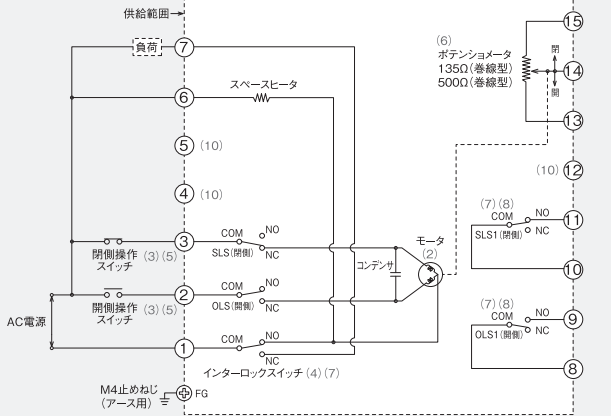 供給範囲
負荷
7
6
スペースヒータ
5
(10)
4
(10)
3
閉側操作
スイッチ
(3)(5)
COM
NO
NC
SLS(閉側)
2
開側操作
スイッチ
(3)(5)
COM
NO
NC
OLS(開側)
AC電源
1
COM
NO
NC
インターロックスイッチ(4)(7)
M4止めねじ
(アース用)
FG
コンデンサ
モータ
(2)
(6)
ポテンショメータ
135Ω(巻線型)
500Ω(巻線型)
閉
開
15
14
13
(10)
12
(7)(8)
COM
NO
NC
SLS1(閉側)
11
10
(7)(8)
COM
NO
NC
OLS1(開側)
9
8